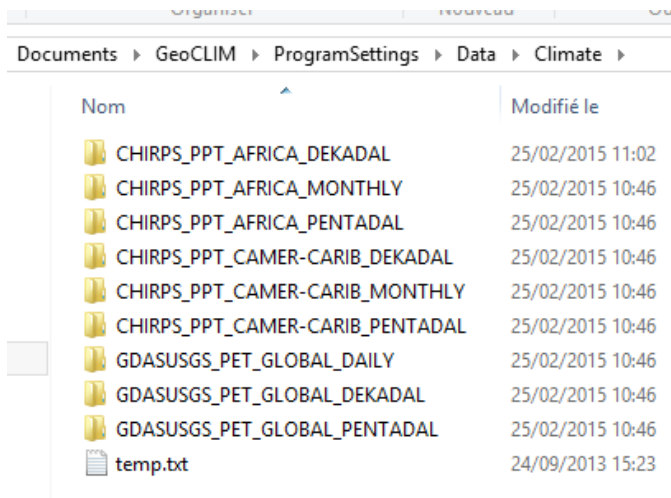 Organiser Nouveau
Documents GeoCLIM ProgramSettings Data Climate
Nom Modifié le
CHIRPS_PPT_AFRICA_DEKADAL 25/02/2015 11:02
CHIRPS_PPT_AFRICA_MONTHLY 25/02/2015 10:46
CHIRPS_PPT_AFRICA_PENTADAL 25/02/2015 10:46
CHIRPS_PPT_CAMER-CARIB_DEKADAL 25/02/2015 10:46
CHIRPS_PPT_CAMER-CARIB_MONTHLY 25/02/2015 10:46
CHIRPS_PPT_CAMER-CARIB_PENTADAL 25/02/2015 10:46
GDASUSGS_PET_GLOBAL_DAILY 25/02/2015 10:46
GDASUSGS_PET_GLOBAL_DEKADAL 25/02/2015 10:46
GDASUSGS_PET_GLOBAL_PENTADAL 25/02/2015 10:46
temp.txt 24/09/2013 15:23